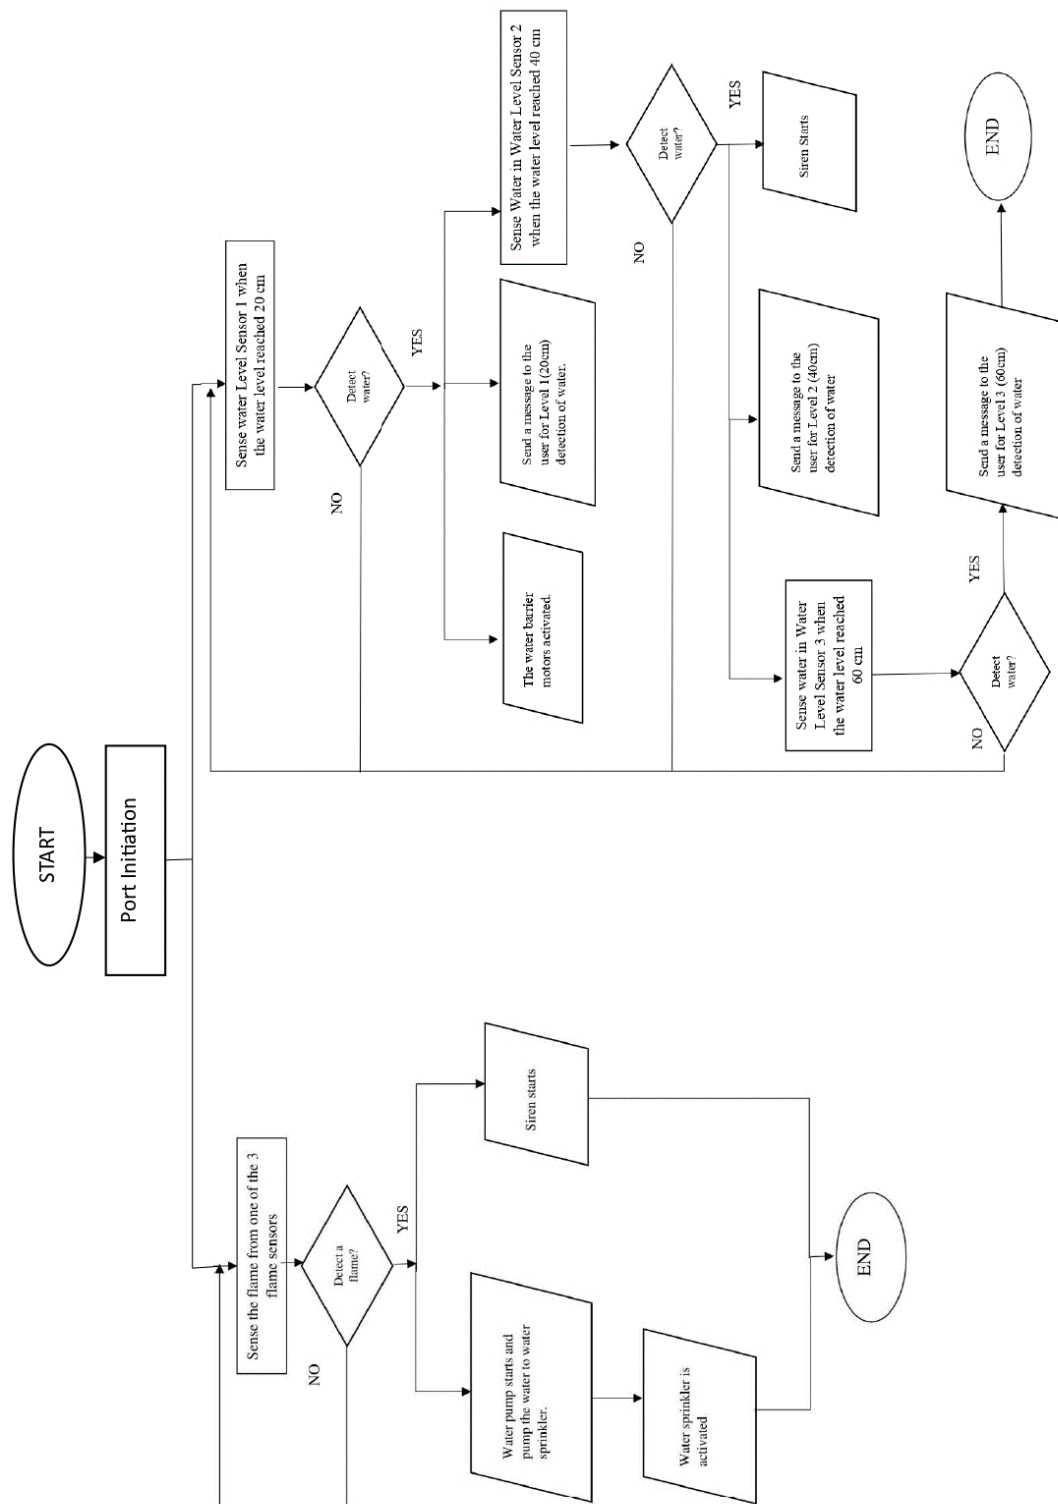 START
Port Initiation
Sense the flame from one of the 3
flame sensors
Detect a
flame?
NO
YES
Water pump starts and
pump the water to water
sprinkler.
Siren starts
Water sprinkler is
activated
END
Sense water Level Sensor 1 when
the water level reached 20 cm
Detect
water?
NO
YES
The water barrier
motors activated.
Send a message to the
user for Level 1(20cm)
detection of water.
Sense Water in Water Level Sensor 2
when the water level reached 40 cm
Detect
water?
NO
YES
Sense water in Water
Level Sensor 3 when
the water level reached
60 cm
Send a message to the
user for Level 2 (40cm)
detection of water
Siren Starts
Detect
water?
NO
YES
Send a message to the
user for Level 3 (60cm)
detection of water
END